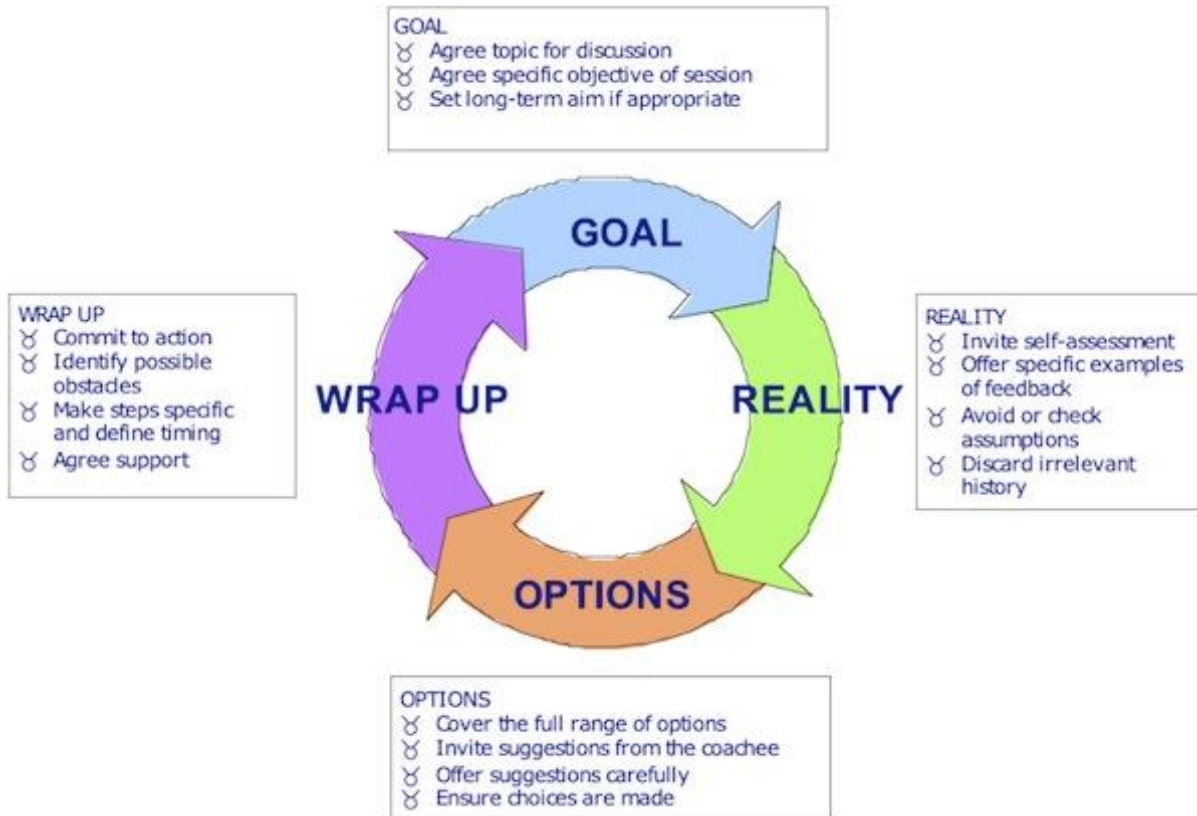 GOAL
♉ Agree topic for discussion
♉ Agree specific objective of session
♉ Set long-term aim if appropriate
GOAL
WRAP UP
♉ Commit to action
♉ Identify possible
obstacles
♉ Make steps specific
and define timing
♉ Agree support
WRAP UP
REALITY
REALITY
♉ Invite self-assessment
♉ Offer specific examples
of feedback
♉ Avoid or check
assumptions
♉ Discard irrelevant
history
OPTIONS
OPTIONS
♉ Cover the full range of options
♉ Invite suggestions from the coachee
♉ Offer suggestions carefully
♉ Ensure choices are made